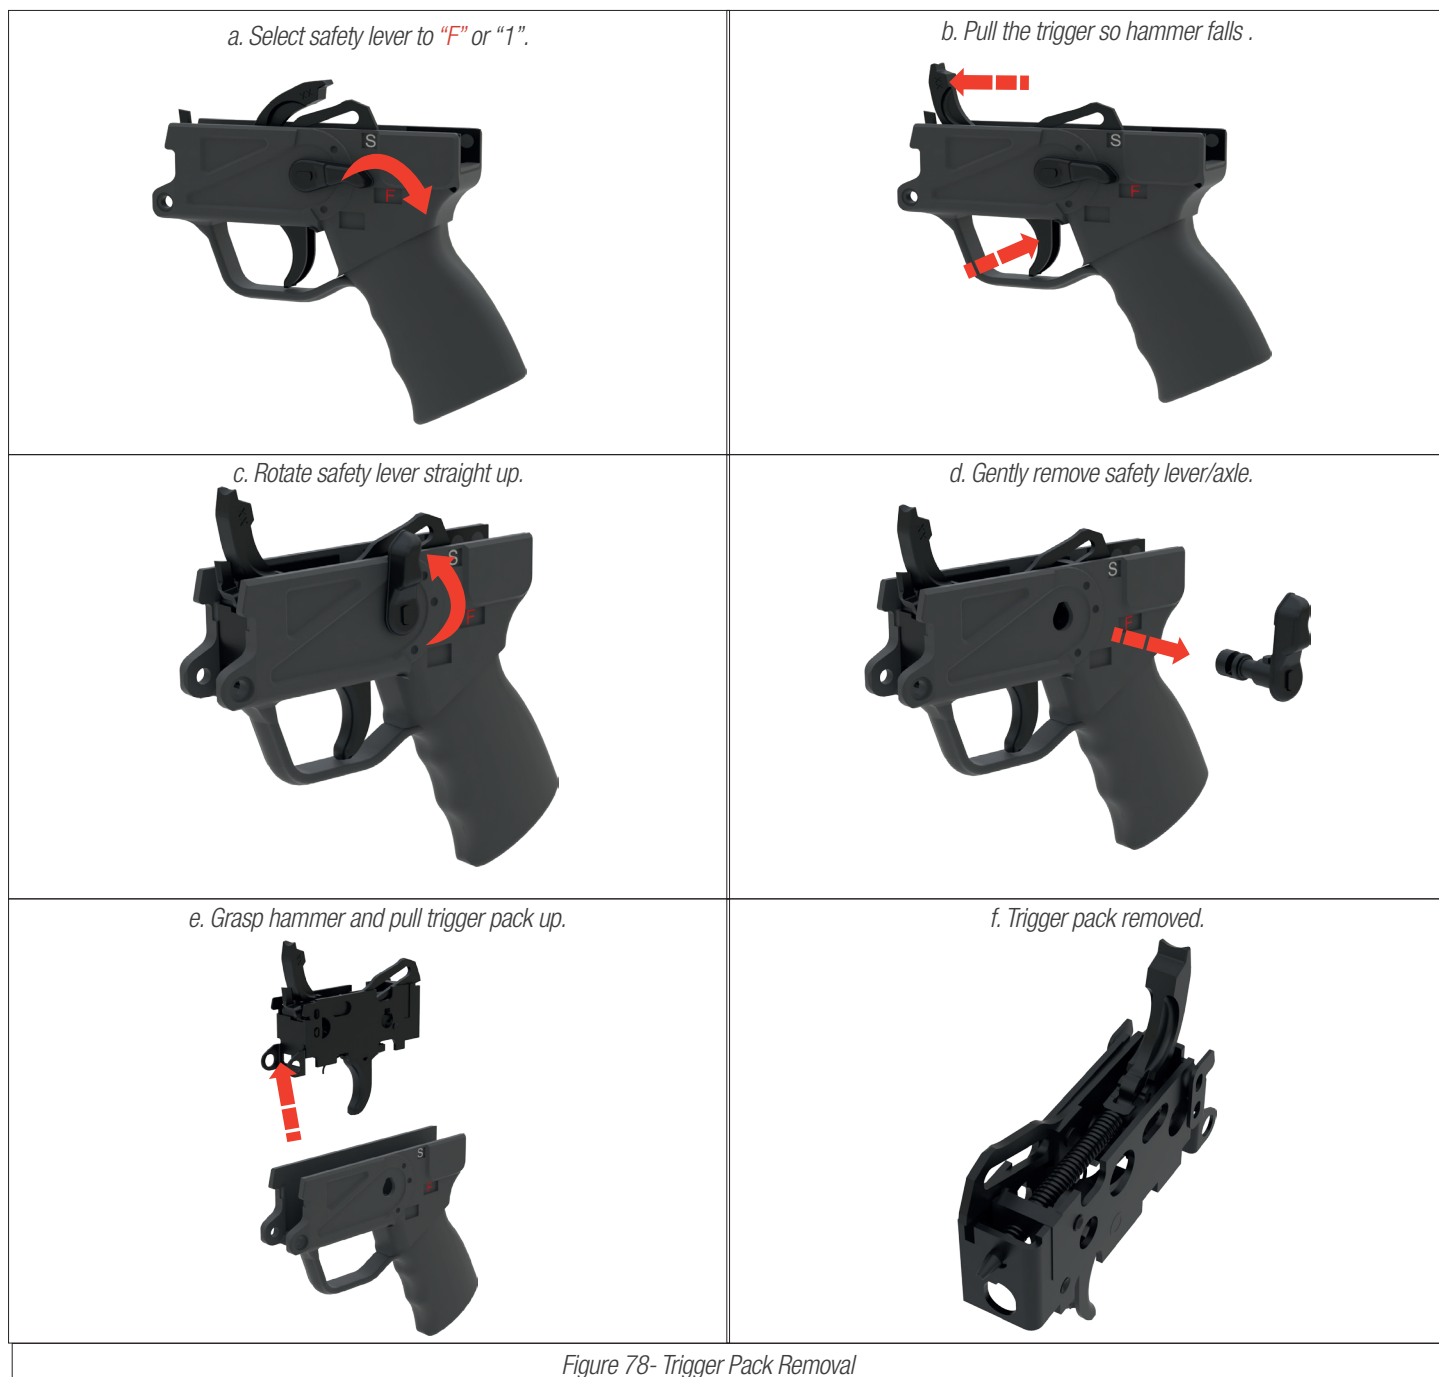 a. Select safety lever to “F” or “1”.
b. Pull the trigger so hammer falls .
S
F
S
F
c. Rotate safety lever straight up.
d. Gently remove safety lever/axle.
S
F
S
F
e. Grasp hammer and pull trigger pack up.
f. Trigger pack removed.
S
F
Figure 78- Trigger Pack Removal